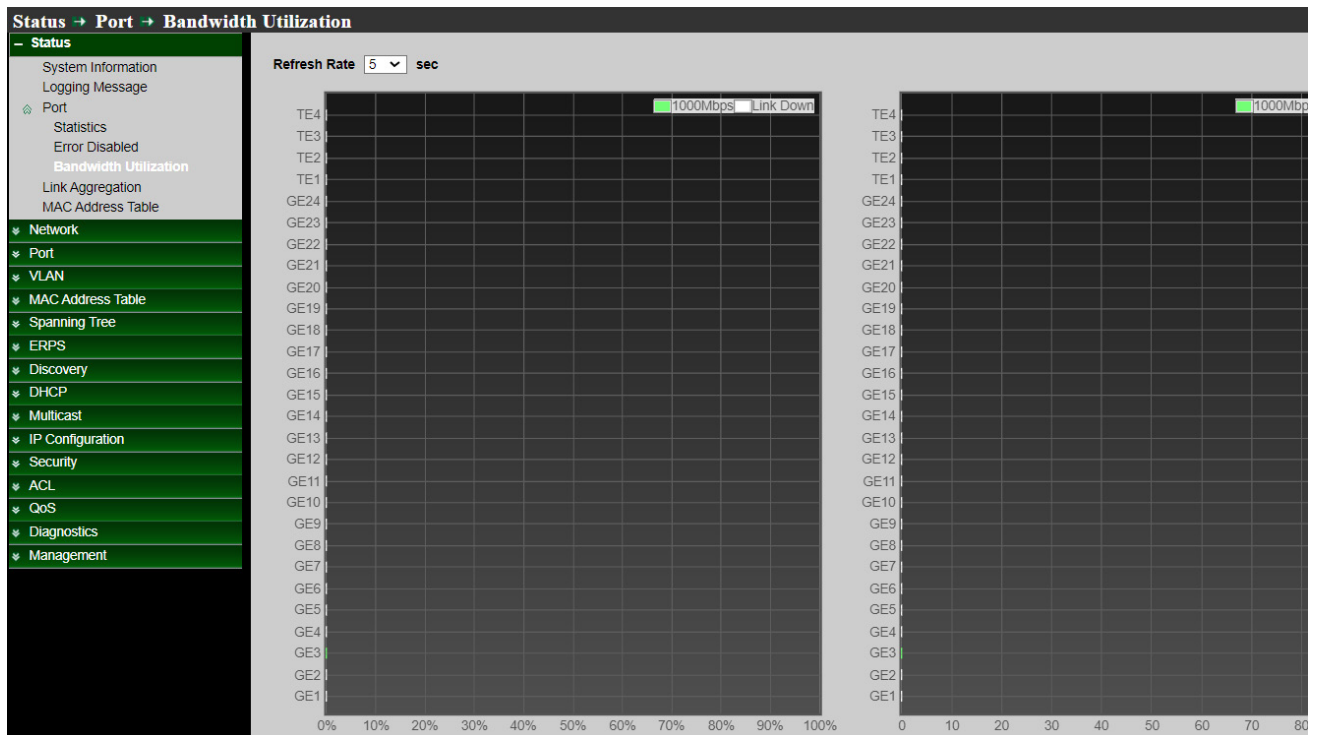 Status → Port → Bandwidth Utilization
– Status
System Information
Logging Message
Port
Statistics
Error Disabled
Bandwidth Utilization
Link Aggregation
MAC Address Table
Network
Port
VLAN
MAC Address Table
Spanning Tree
ERPS
Discovery
DHCP
Multicast
IP Configuration
Security
ACL
QoS
Diagnostics
Management
Refresh Rate 5 sec
1000Mbps Link Down
TE4
TE3
TE2
TE1
GE24
GE23
GE22
GE21
GE20
GE19
GE18
GE17
GE16
GE15
GE14
GE13
GE12
GE11
GE10
GE9
GE8
GE7
GE6
GE5
GE4
GE3
GE2
GE1
0% 10% 20% 30% 40% 50% 60% 70% 80% 90% 100%
1000Mbp
TE4
TE3
TE2
TE1
GE24
GE23
GE22
GE21
GE20
GE19
GE18
GE17
GE16
GE15
GE14
GE13
GE12
GE11
GE10
GE9
GE8
GE7
GE6
GE5
GE4
GE3
GE2
GE1
0 10 20 30 40 50 60 70 80